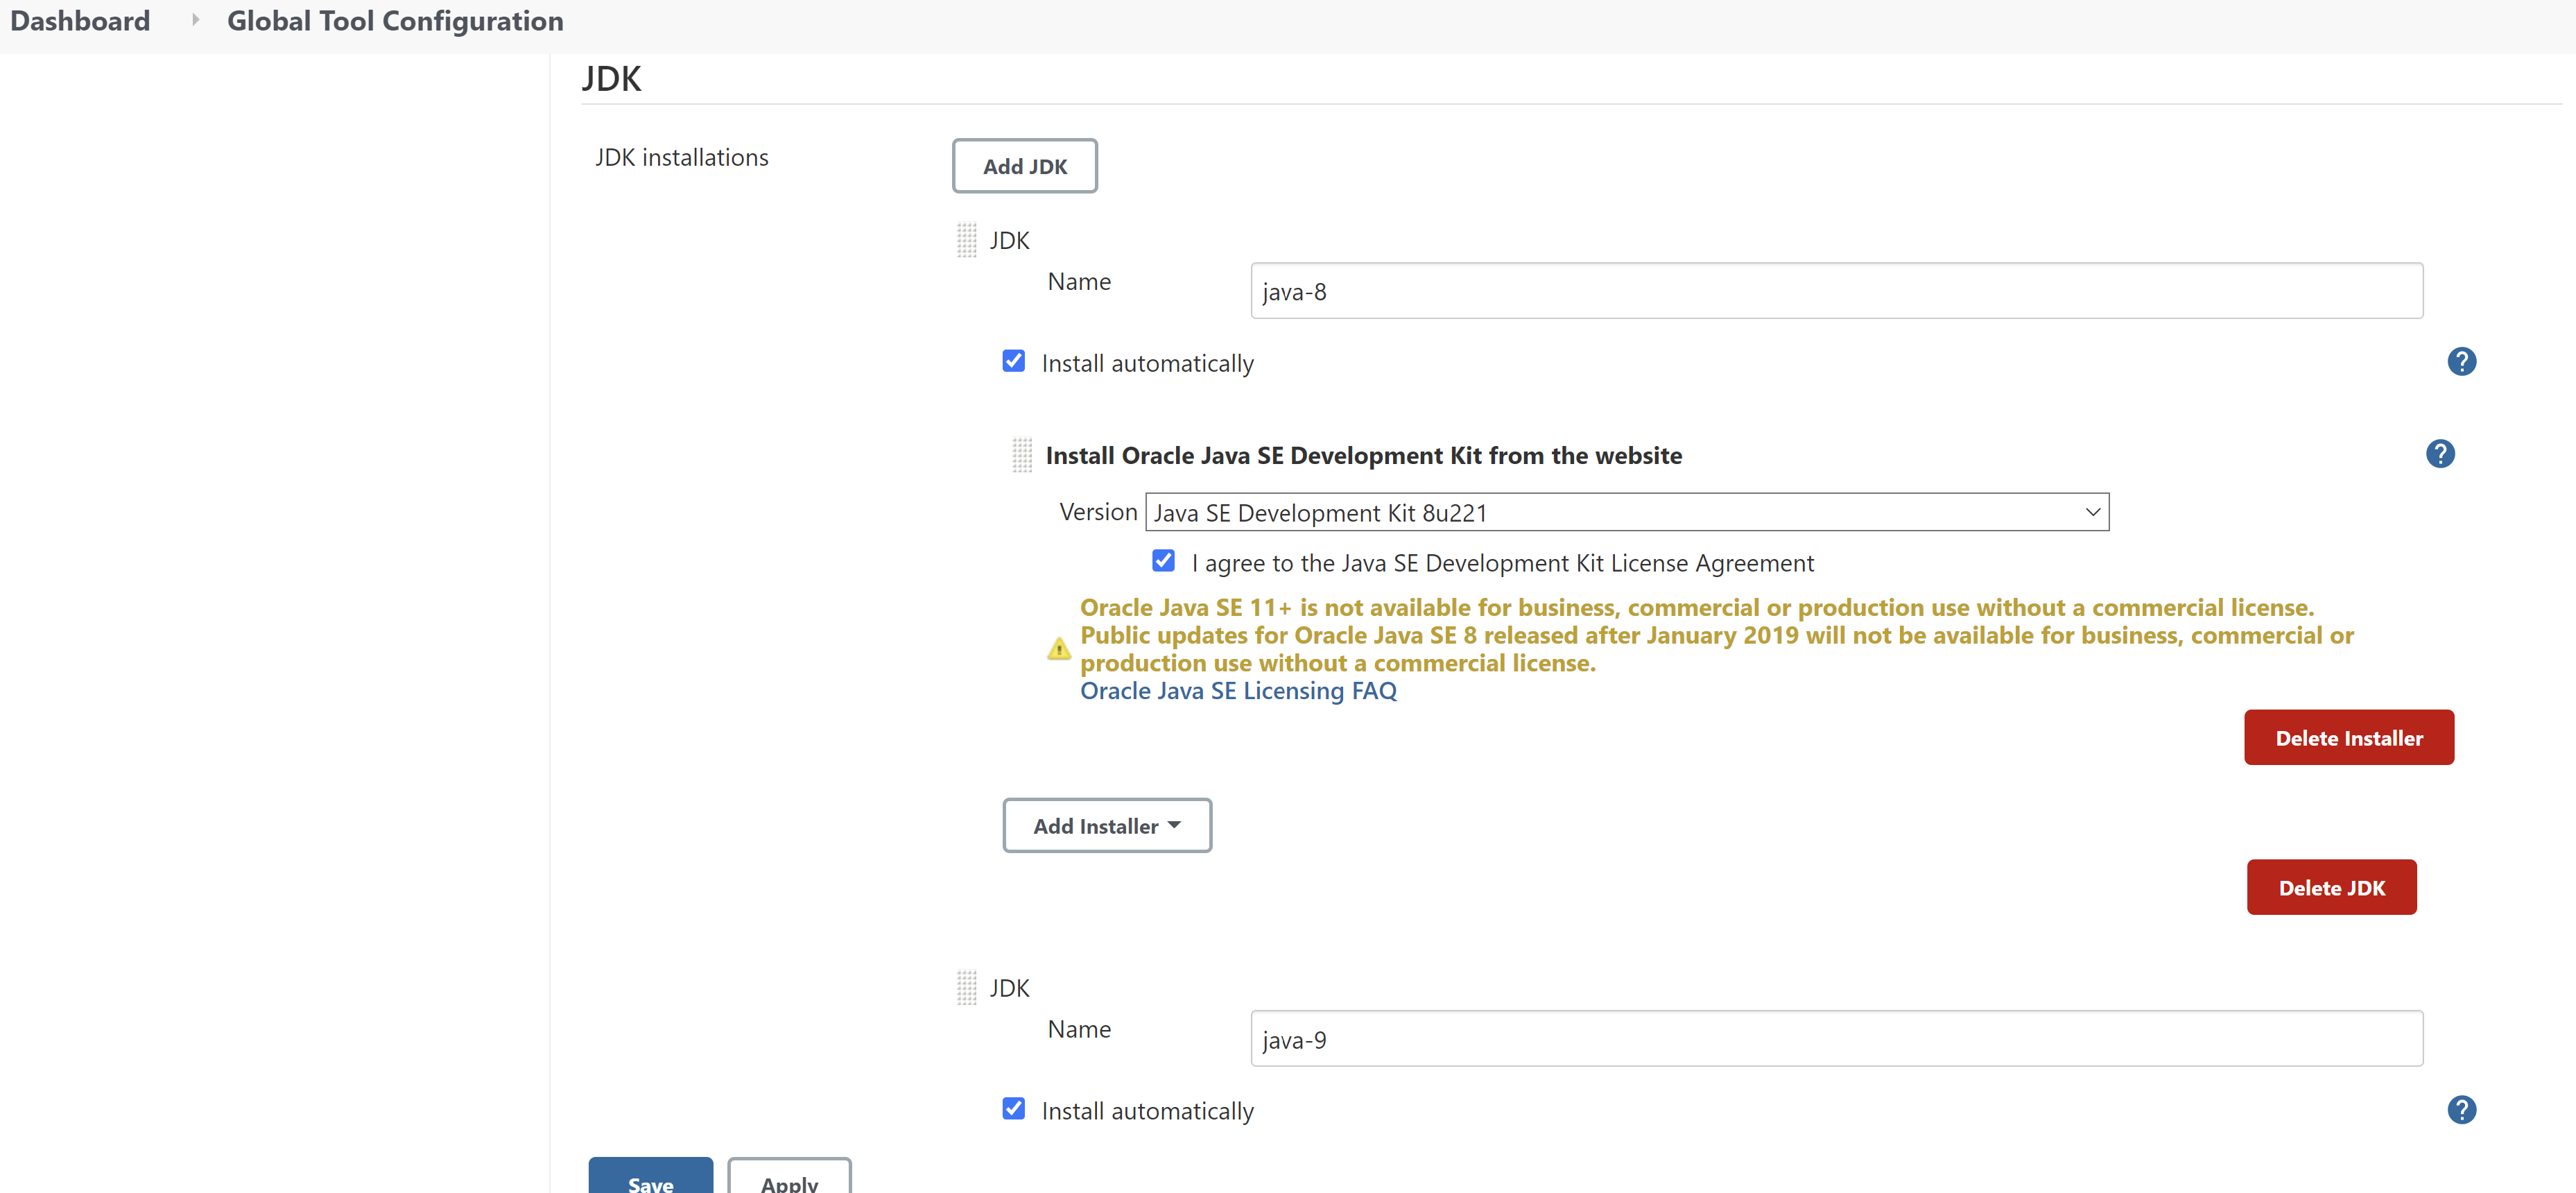 Dashboard Global Tool Configuration
JDK
JDK installations
Add JDK
JDK
Name
java-8
Install automatically
?
Install Oracle Java SE Development Kit from the website
?
Version Java SE Development Kit 8u221
I agree to the Java SE Development Kit License Agreement
Oracle Java SE 11+ is not available for business, commercial or production use without a commercial license.
Public updates for Oracle Java SE 8 released after January 2019 will not be available for business, commercial or
production use without a commercial license.
Oracle Java SE Licensing FAQ
Delete Installer
Add Installer
Delete JDK
JDK
Name
java-9
Install automatically
?
Save Apply